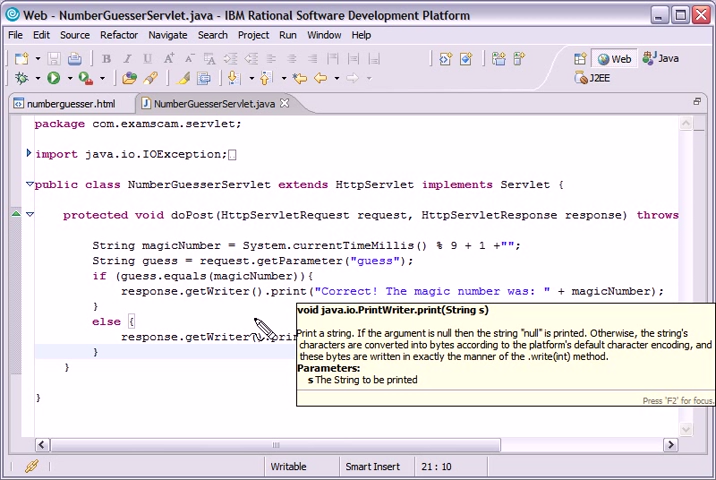 Web - NumberGuesserServlet.java - IBM Rational Software Development Platform
File Edit Source Refactor Navigate Search Project Run Window Help
B I U A A A
Web Java
J2EE
numberguesser.html NumberGuesserServlet.java
package com.examscam.servlet;
import java.io.IOException;
public class NumberGuesserServlet extends HttpServlet implements Servlet {
protected void doPost(HttpServletRequest request, HttpServletResponse response) throws
String magicNumber = System.currentTimeMillis() % 9 + 1 +"";
String guess = request.getParameter("guess");
if (guess.equals(magicNumber)){
response.getWriter().print("Correct! The magic number was: " + magicNumber);
}
else {
response.getWriter
}
}
}
void java.io.PrintWriter.print(String s)
Print a string. If the argument is null then the string "null" is printed. Otherwise, the string's
characters are converted into bytes according to the platform's default character encoding, and
these bytes are written in exactly the manner of the .write(int) method.
Parameters:
s The String to be printed
Press 'F2' for focus.
Writable Smart Insert 21 : 10